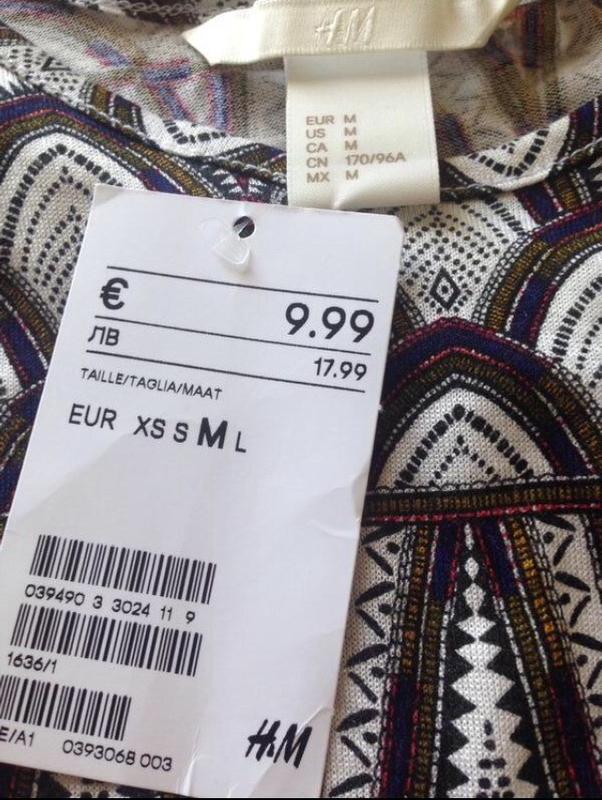 H&M
EUR M
US M
CA M
CN 170/96A
MX M
€ 9.99
ЛВ 17.99
TAILLE/TAGLIA/MAAT
EUR XS S M L
039490 3 3024 11 9
1636/1
E/A1 0393068 003
H&M